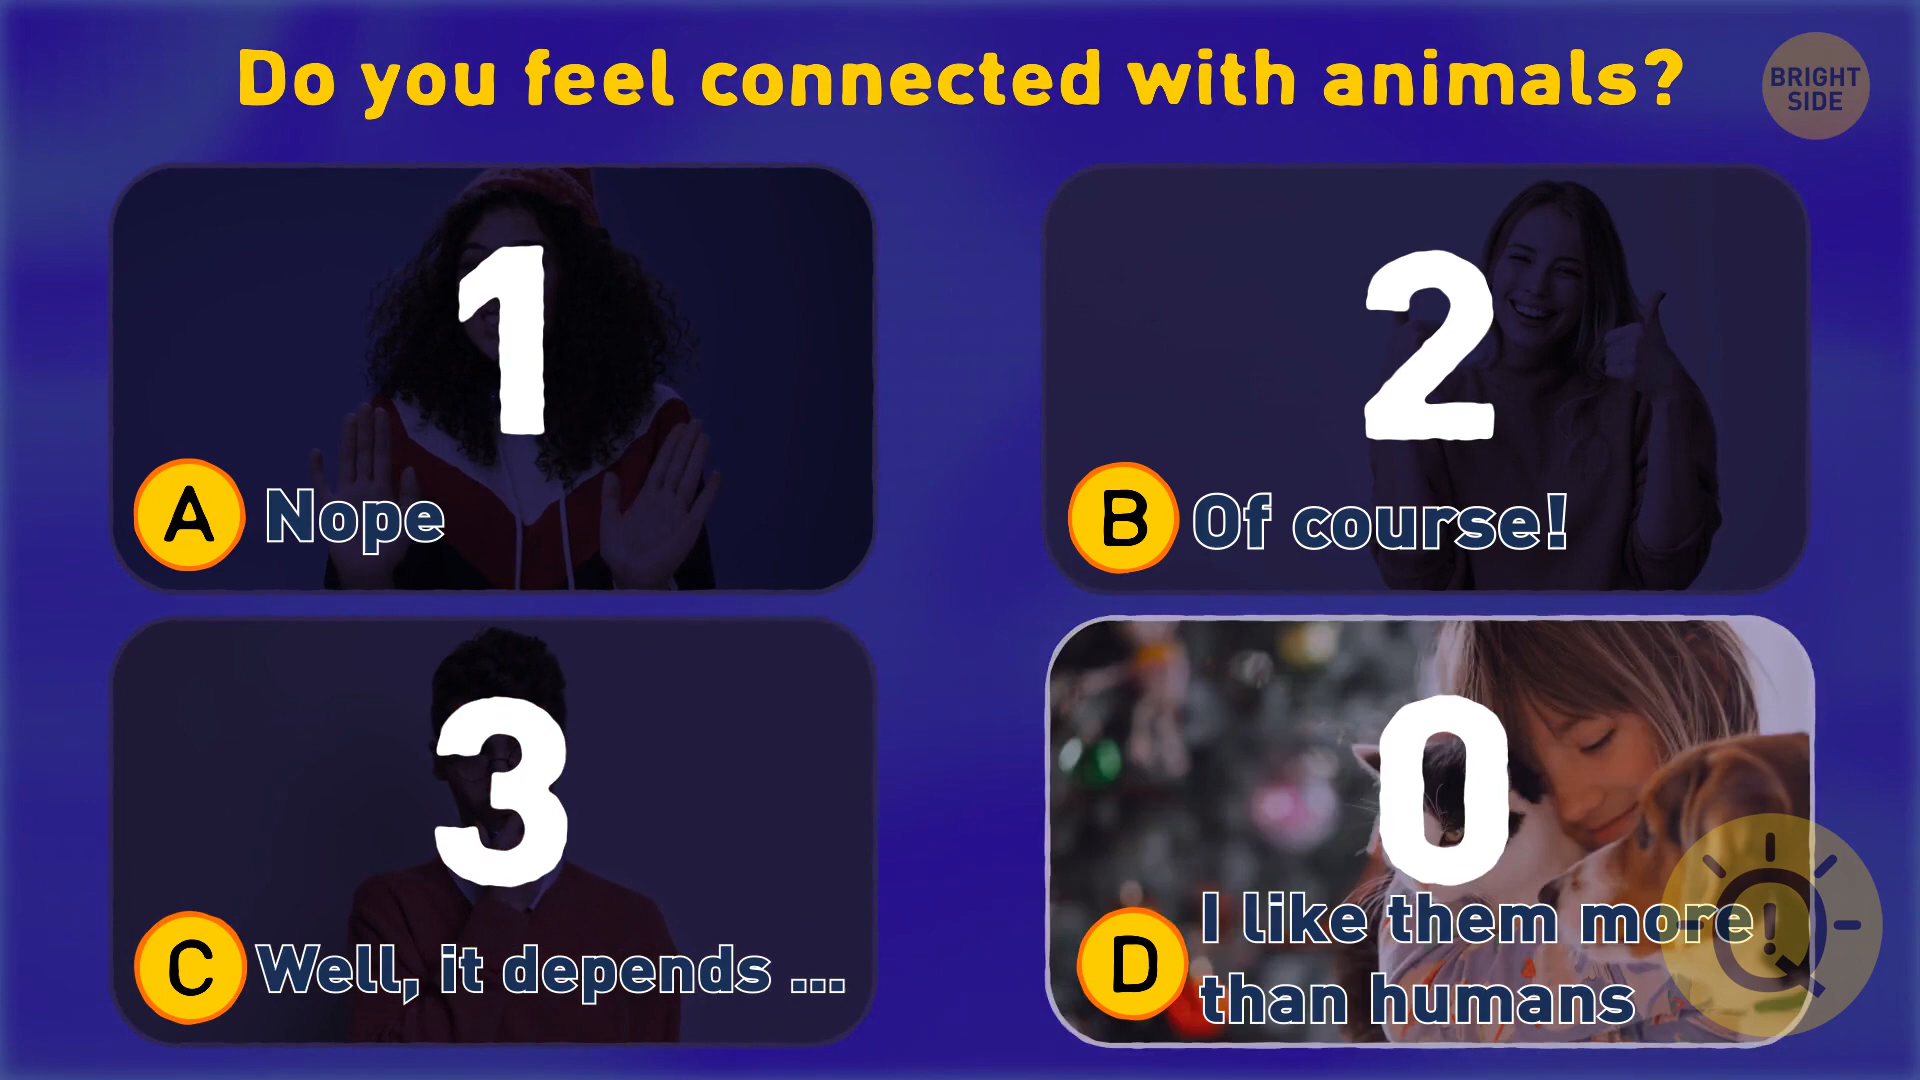 Do you feel connected with animals?
BRIGHT
SIDE
1
A Nope
2
B Of course!
3
C Well, it depends ...
0
D I like them more
than humans